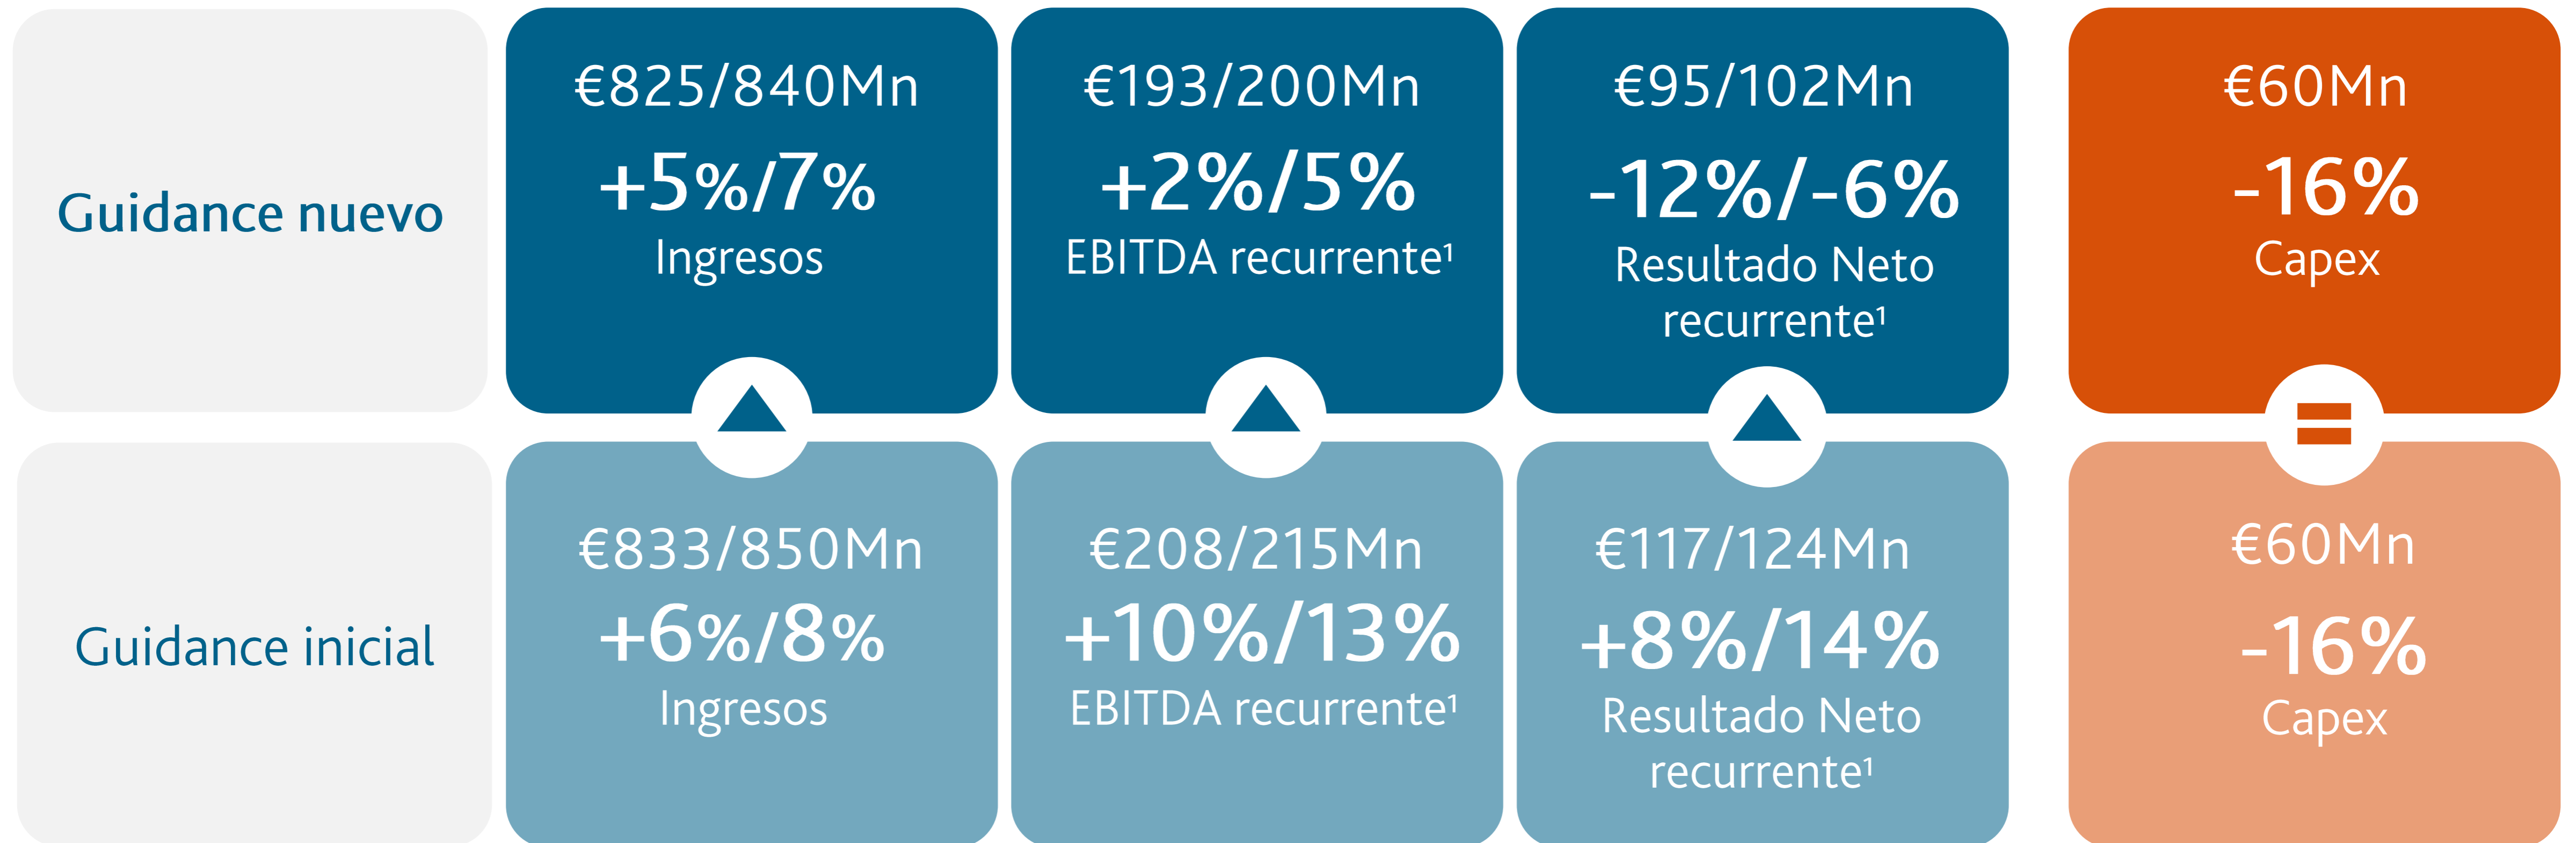 Guidance nuevo
€825/840Mn
+5%/7%
Ingresos
€193/200Mn
+2%/5%
EBITDA recurrente¹
€95/102Mn
-12%/-6%
Resultado Neto
recurrente¹
€60Mn
-16%
Capex
Guidance inicial
€833/850Mn
+6%/8%
Ingresos
€208/215Mn
+10%/13%
EBITDA recurrente¹
€117/124Mn
+8%/14%
Resultado Neto
recurrente¹
€60Mn
-16%
Capex